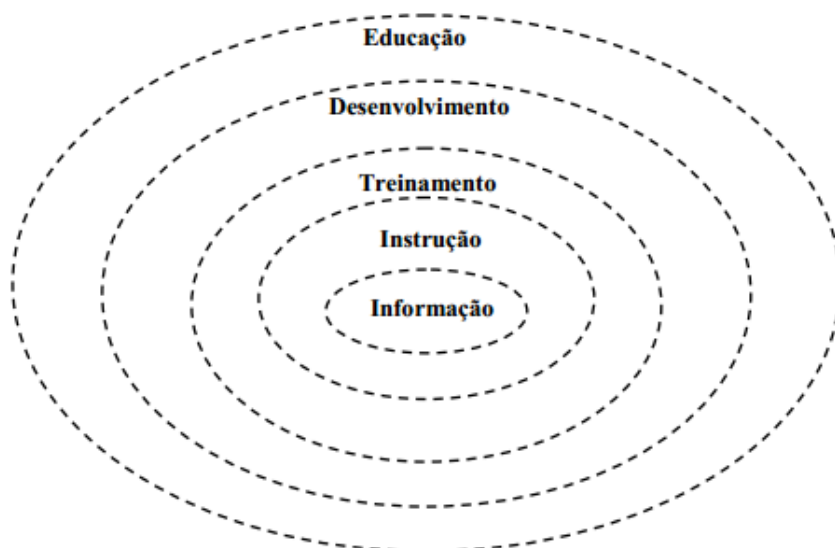 Educação
Desenvolvimento
Treinamento
Instrução
Informação